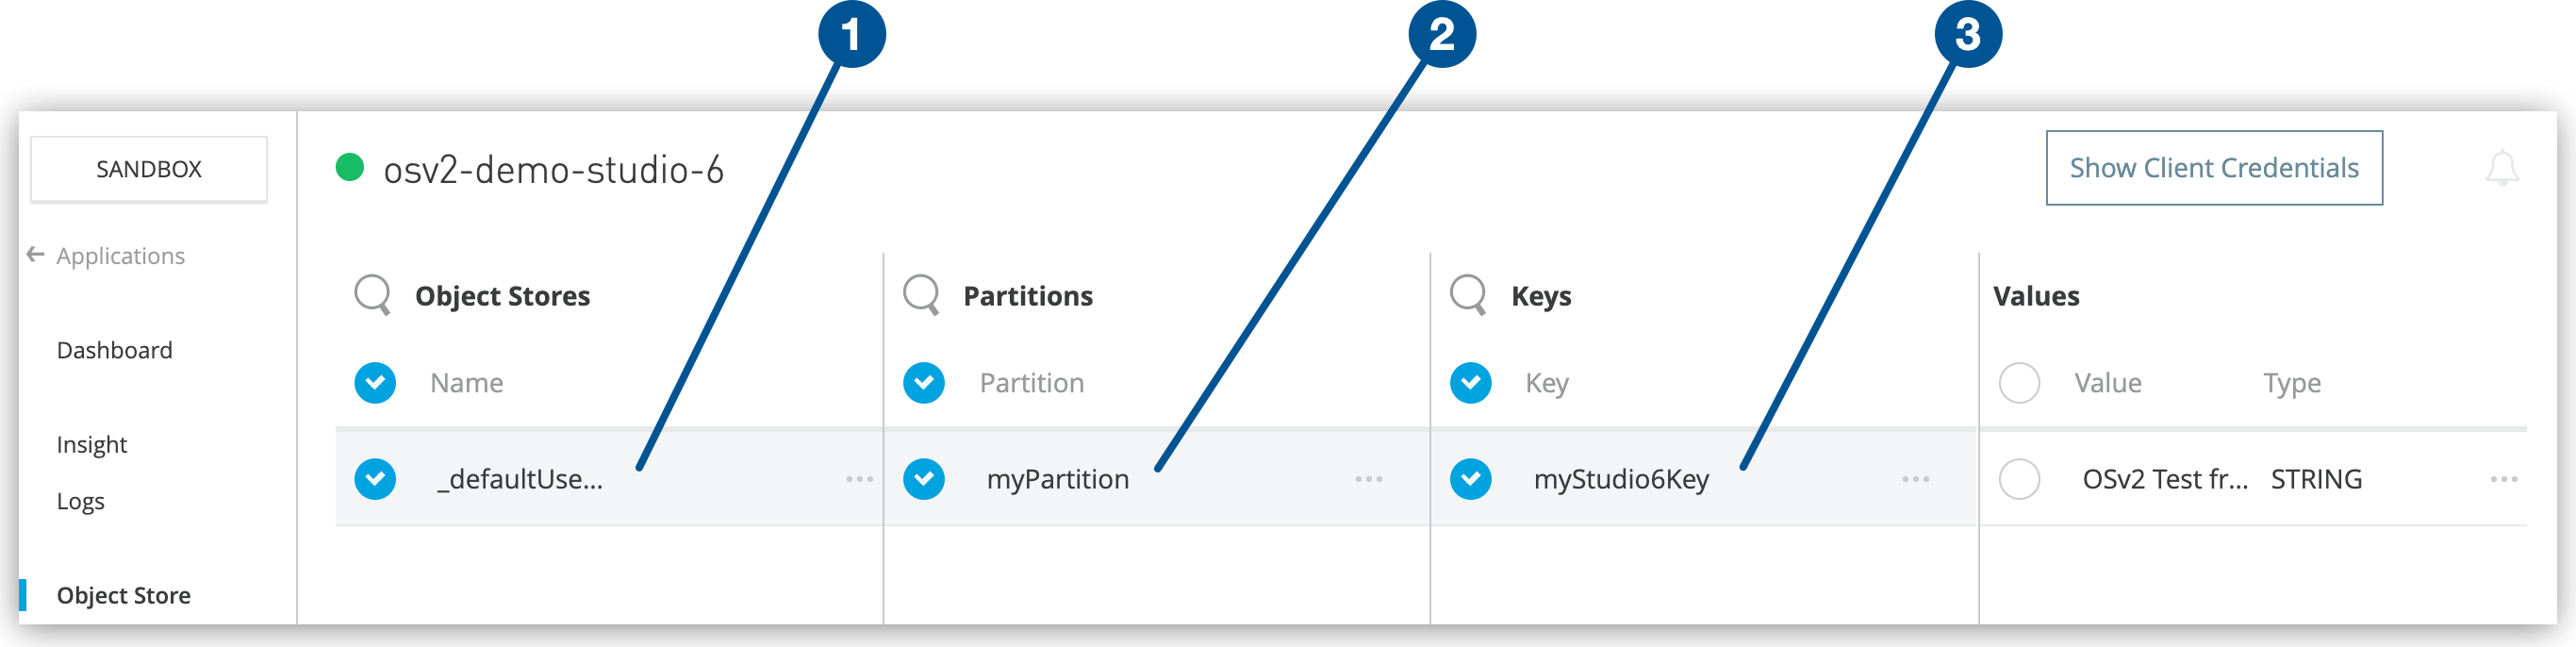 1 2 3
SANDBOX
osv2-demo-studio-6
Show Client Credentials
Applications
Dashboard
Insight
Logs
Object Store
Object Stores
Name
_defaultUse...
Partitions
Partition
myPartition
Keys
Key
myStudio6Key
Values
Value Type
OSv2 Test fr... STRING